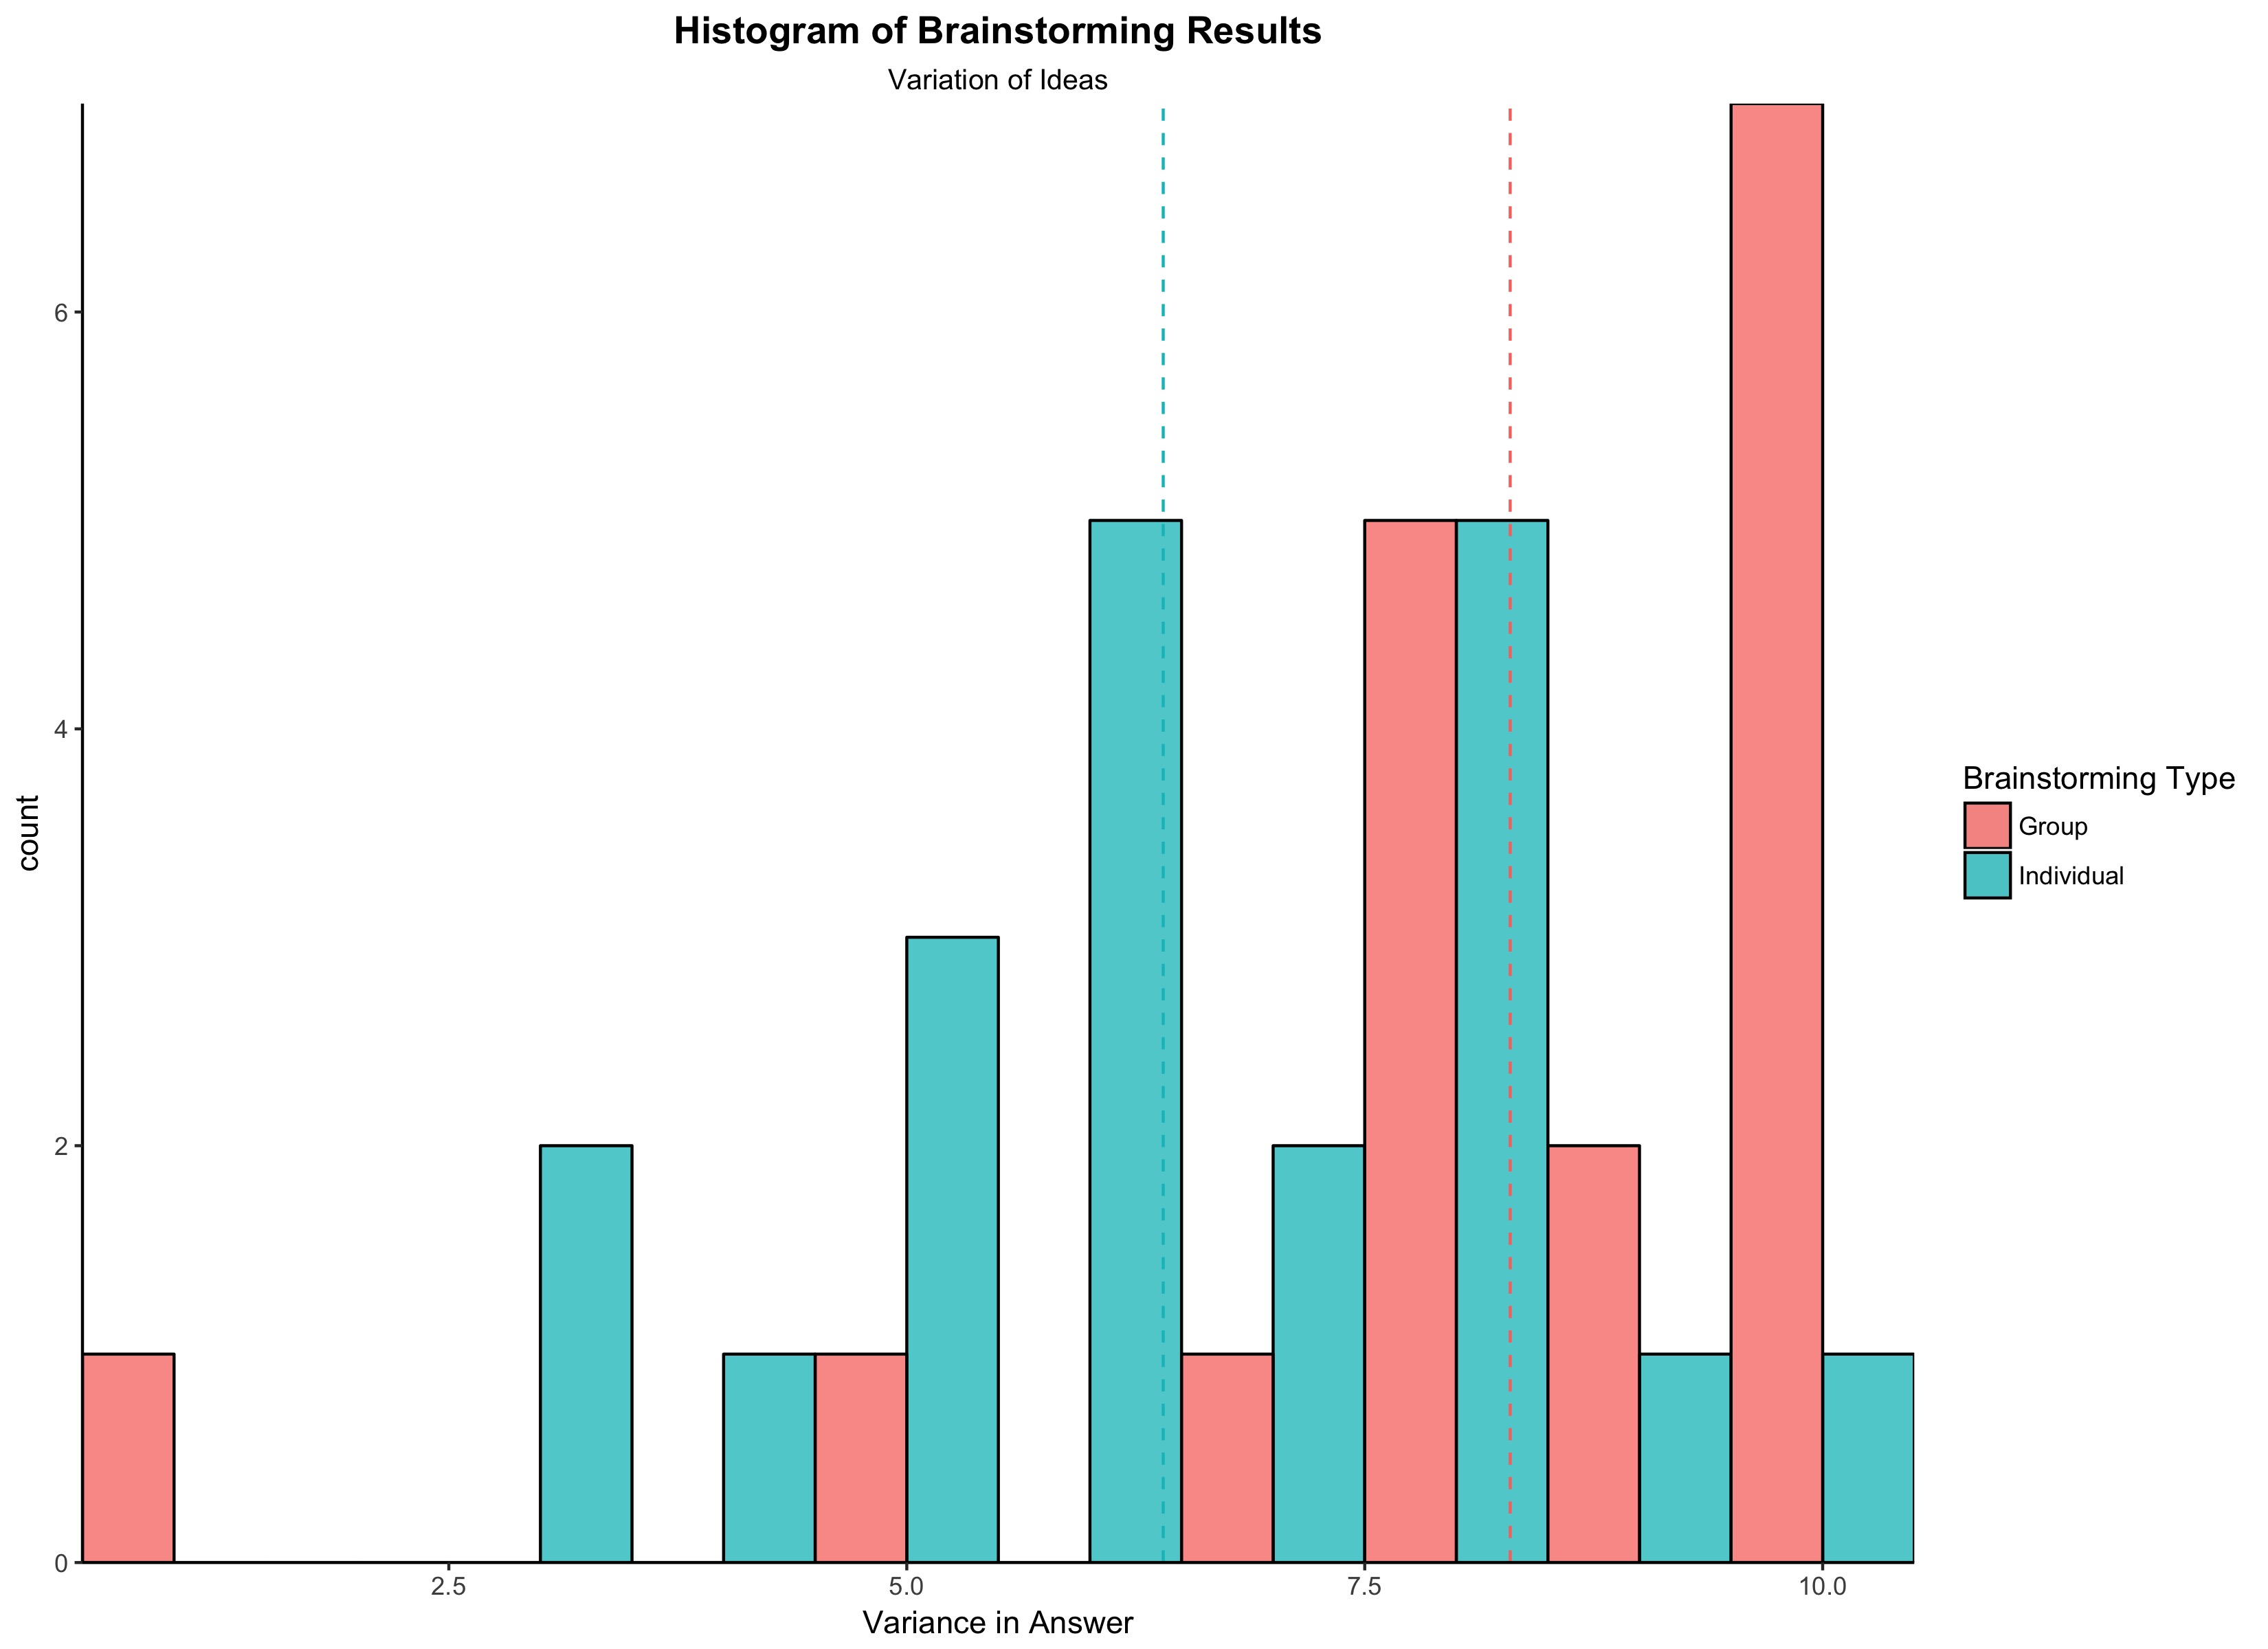 Histogram of Brainstorming Results
Variation of Ideas
6
4
2
0
count
2.5
5.0
7.5
10.0
Variance in Answer
Brainstorming Type
Group
Individual